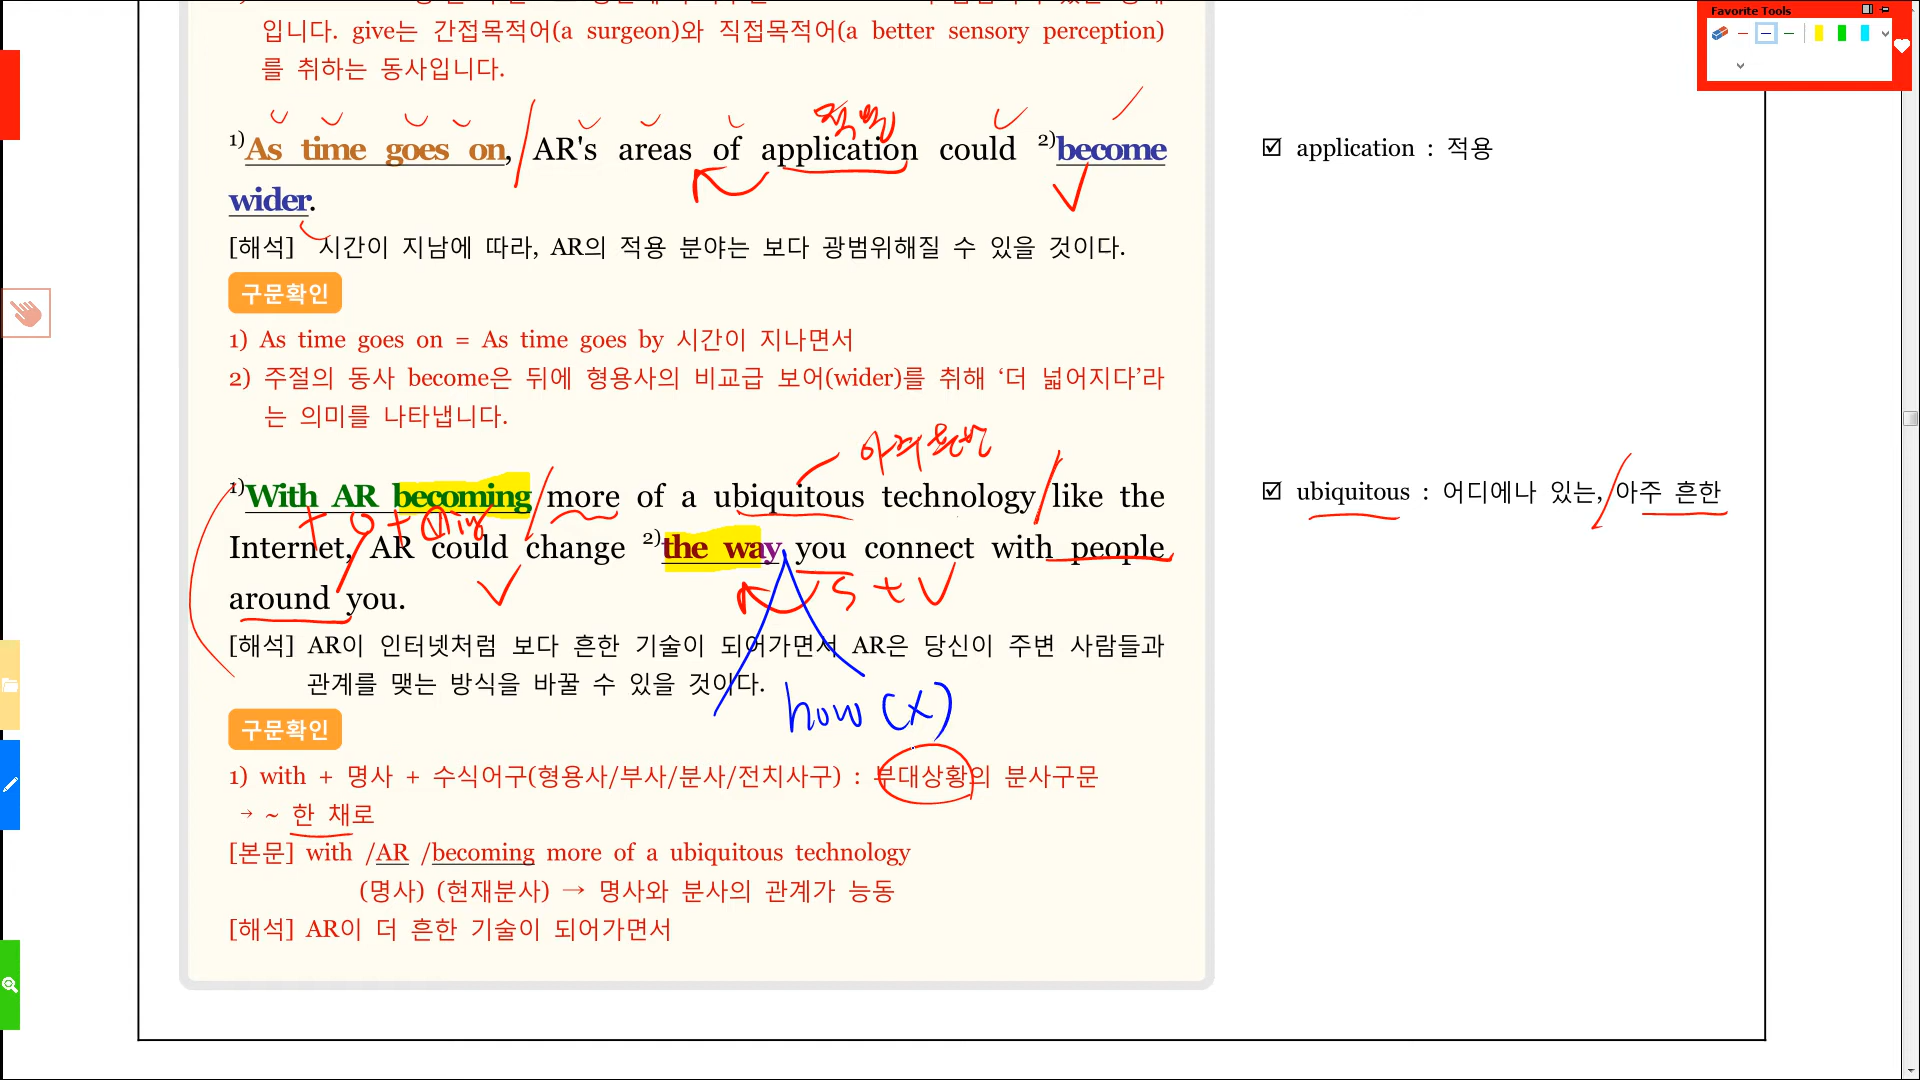 Favorite Tools
입니다. give는 간접목적어(a surgeon)와 직접목적어(a better sensory perception)
를 취하는 동사입니다.
적용
1)As time goes on, AR's areas of application could 2)become
wider.
☑ application : 적용
[해석] 시간이 지남에 따라, AR의 적용 분야는 보다 광범위해질 수 있을 것이다.
구문확인
1) As time goes on = As time goes by 시간이 지나면서
2) 주절의 동사 become은 뒤에 형용사의 비교급 보어(wider)를 취해 ‘더 넓어지다’라
는 의미를 나타냅니다.
아주 흔한
1)With AR becoming more of a ubiquitous technology like the
☑ ubiquitous : 어디에나 있는, 아주 흔한
+ O + ing
Internet, AR could change 2)the way you connect with people
S + V
around you.
[해석] AR이 인터넷처럼 보다 흔한 기술이 되어가면서 AR은 당신이 주변 사람들과
관계를 맺는 방식을 바꿀 수 있을 것이다.
how (x)
구문확인
1) with + 명사 + 수식어구(형용사/부사/분사/전치사구) : 부대상황의 분사구문
→ ~ 한 채로
[본문] with /AR /becoming more of a ubiquitous technology
(명사) (현재분사) → 명사와 분사의 관계가 능동
[해석] AR이 더 흔한 기술이 되어가면서